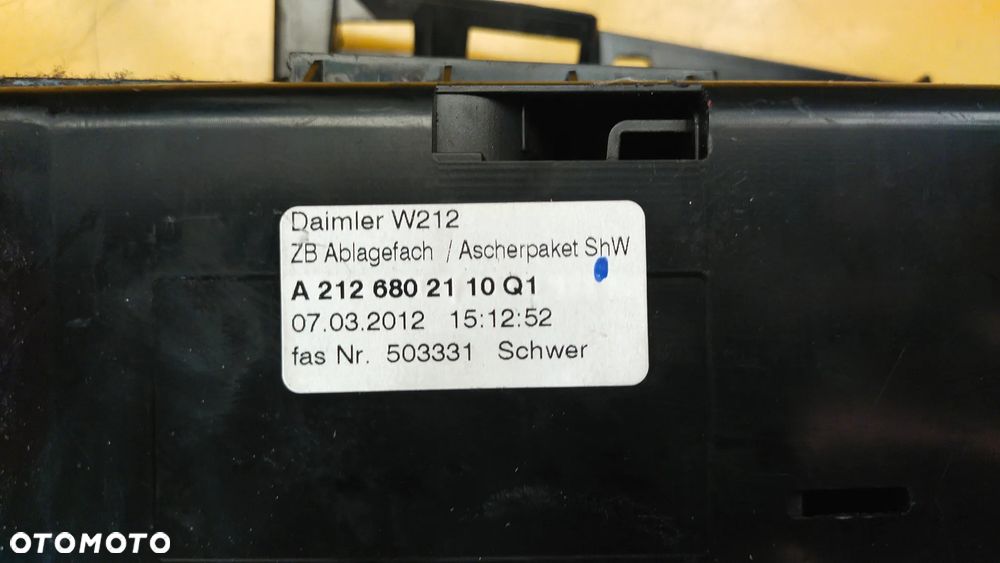 Daimler W212
ZB Ablagefach / Ascherpaket ShW
A 212 680 21 10 Q1
07.03.2012 15:12:52
fas Nr. 503331 Schwer
OTOMOTO